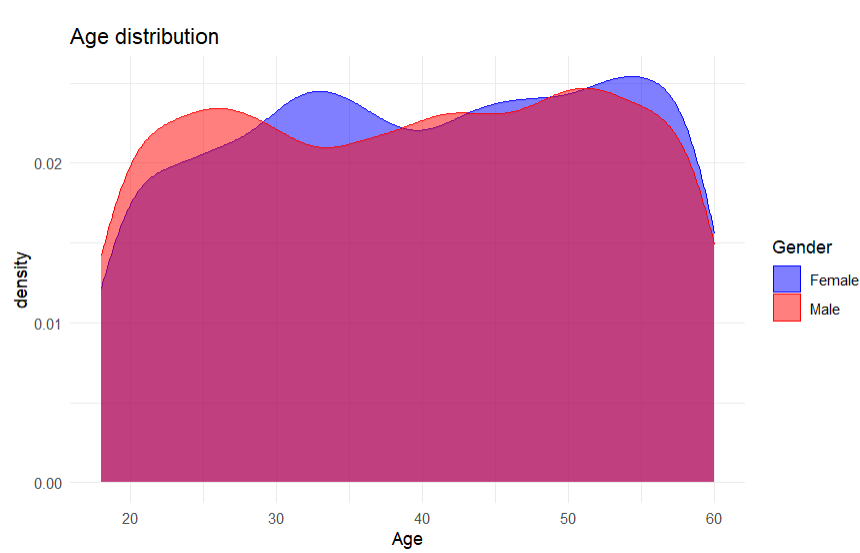 Age distribution
density
0.02
0.01
0.00
20 30 40 50 60
Age
Gender
Female
Male